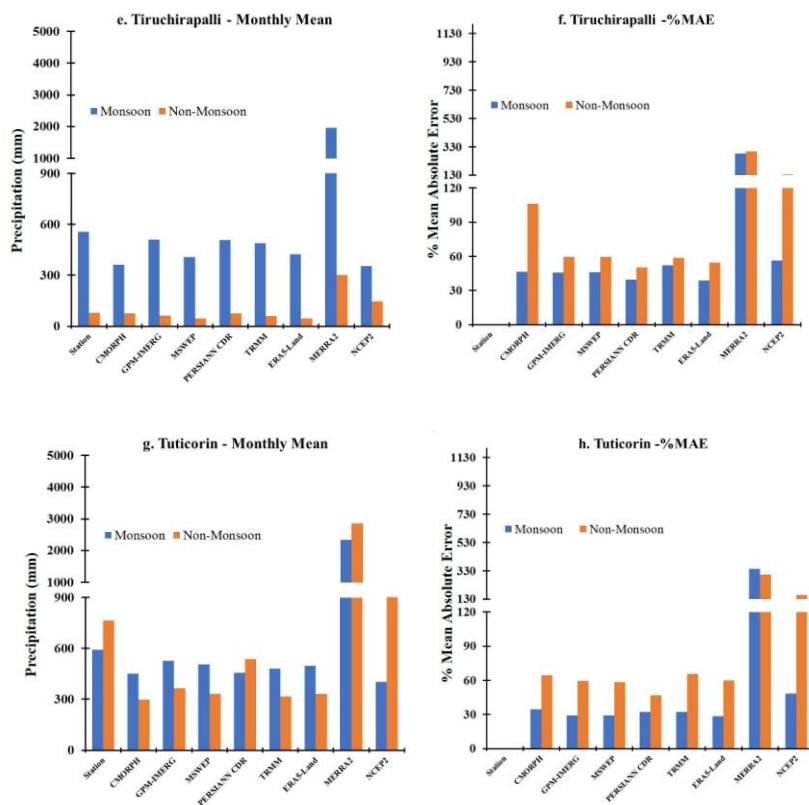 e. Tiruchirapalli - Monthly Mean
5000
4000
3000
2000
1000
900
600
300
0
Precipitation (mm)
Monsoon Non-Monsoon
Station CMORPH GPM-IMERG MSWEP PERSIANN CDR TRMM ERA5-Land MERRA2 NCEP2
f. Tiruchirapalli -%MAE
1130
930
730
530
330
130
120
90
60
30
0
% Mean Absolute Error
Monsoon Non-Monsoon
Station CMORPH GPM-IMERG MSWEP PERSIANN CDR TRMM ERA5-Land MERRA2 NCEP2
g. Tuticorin - Monthly Mean
5000
4000
3000
2000
1000
900
600
300
0
Precipitation (mm)
Monsoon Non-Monsoon
Station CMORPH GPM-IMERG MSWEP PERSIANN CDR TRMM ERA5-Land MERRA2 NCEP2
h. Tuticorin -%MAE
1130
930
730
530
330
130
120
90
60
30
0
% Mean Absolute Error
Monsoon Non-Monsoon
Station CMORPH GPM-IMERG MSWEP PERSIANN CDR TRMM ERA5-Land MERRA2 NCEP2